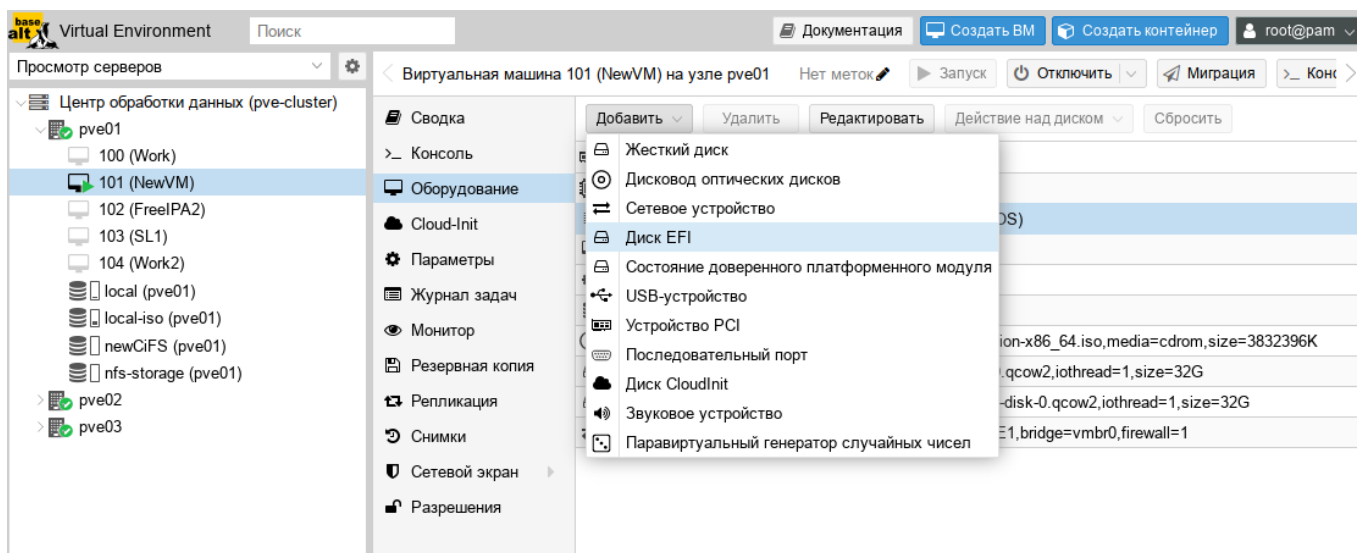 base
alt Virtual Environment Поиск Документация Создать ВМ Создать контейнер root@pam
Просмотр серверов
Центр обработки данных (pve-cluster)
pve01
100 (Work)
101 (NewVM)
102 (FreeIPA2)
103 (SL1)
104 (Work2)
local (pve01)
local-iso (pve01)
newCiFS (pve01)
nfs-storage (pve01)
pve02
pve03
Виртуальная машина 101 (NewVM) на узле pve01 Нет меток Запуск Отключить Миграция >_
Сводка
>_ Консоль
Оборудование
Cloud-Init
Параметры
Журнал задач
Монитор
Резервная копия
Репликация
Снимки
Сетевой экран
Разрешения
Добавить Удалить Редактировать Действие над диском Сбросить
Жесткий диск
Дисковод оптических дисков
Сетевое устройство
Диск EFI
Состояние доверенного платформенного модуля
USB-устройство
Устройство PCI
Последовательный порт
Диск CloudInit
Звуковое устройство
Паравиртуальный генератор случайных чисел
ion-x86_64.iso,media=cdrom,size=3832396K
.qcow2,iothread=1,size=32G
-disk-0.qcow2,iothread=1,size=32G
E1,bridge=vmbr0,firewall=1